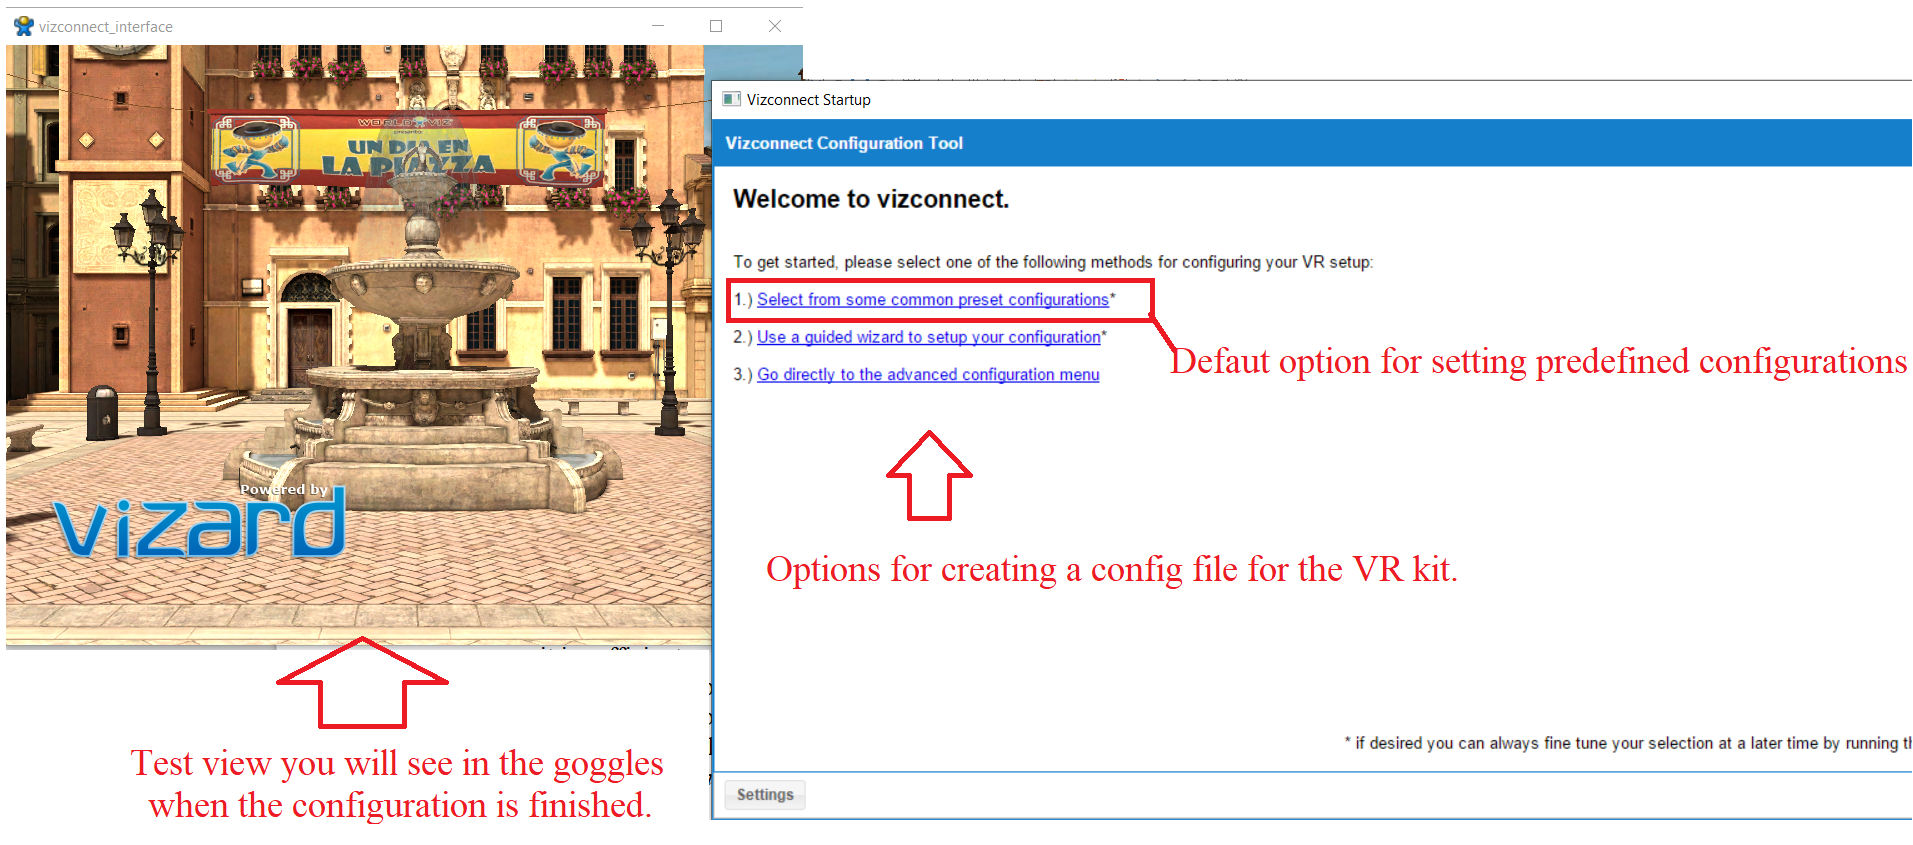 vizconnect_interface
WORLD VIZ
presenta:
UN DIA EN
LA PIAZZA
Powered by
vizard
Test view you will see in the goggles
when the configuration is finished.
Vizconnect Startup
Vizconnect Configuration Tool
Welcome to vizconnect.
To get started, please select one of the following methods for configuring your VR setup:
1.) Select from some common preset configurations*
2.) Use a guided wizard to setup your configuration*
3.) Go directly to the advanced configuration menu
Defaut option for setting predefined configurations
Options for creating a config file for the VR kit.
* if desired you can always fine tune your selection at a later time by running
Settings